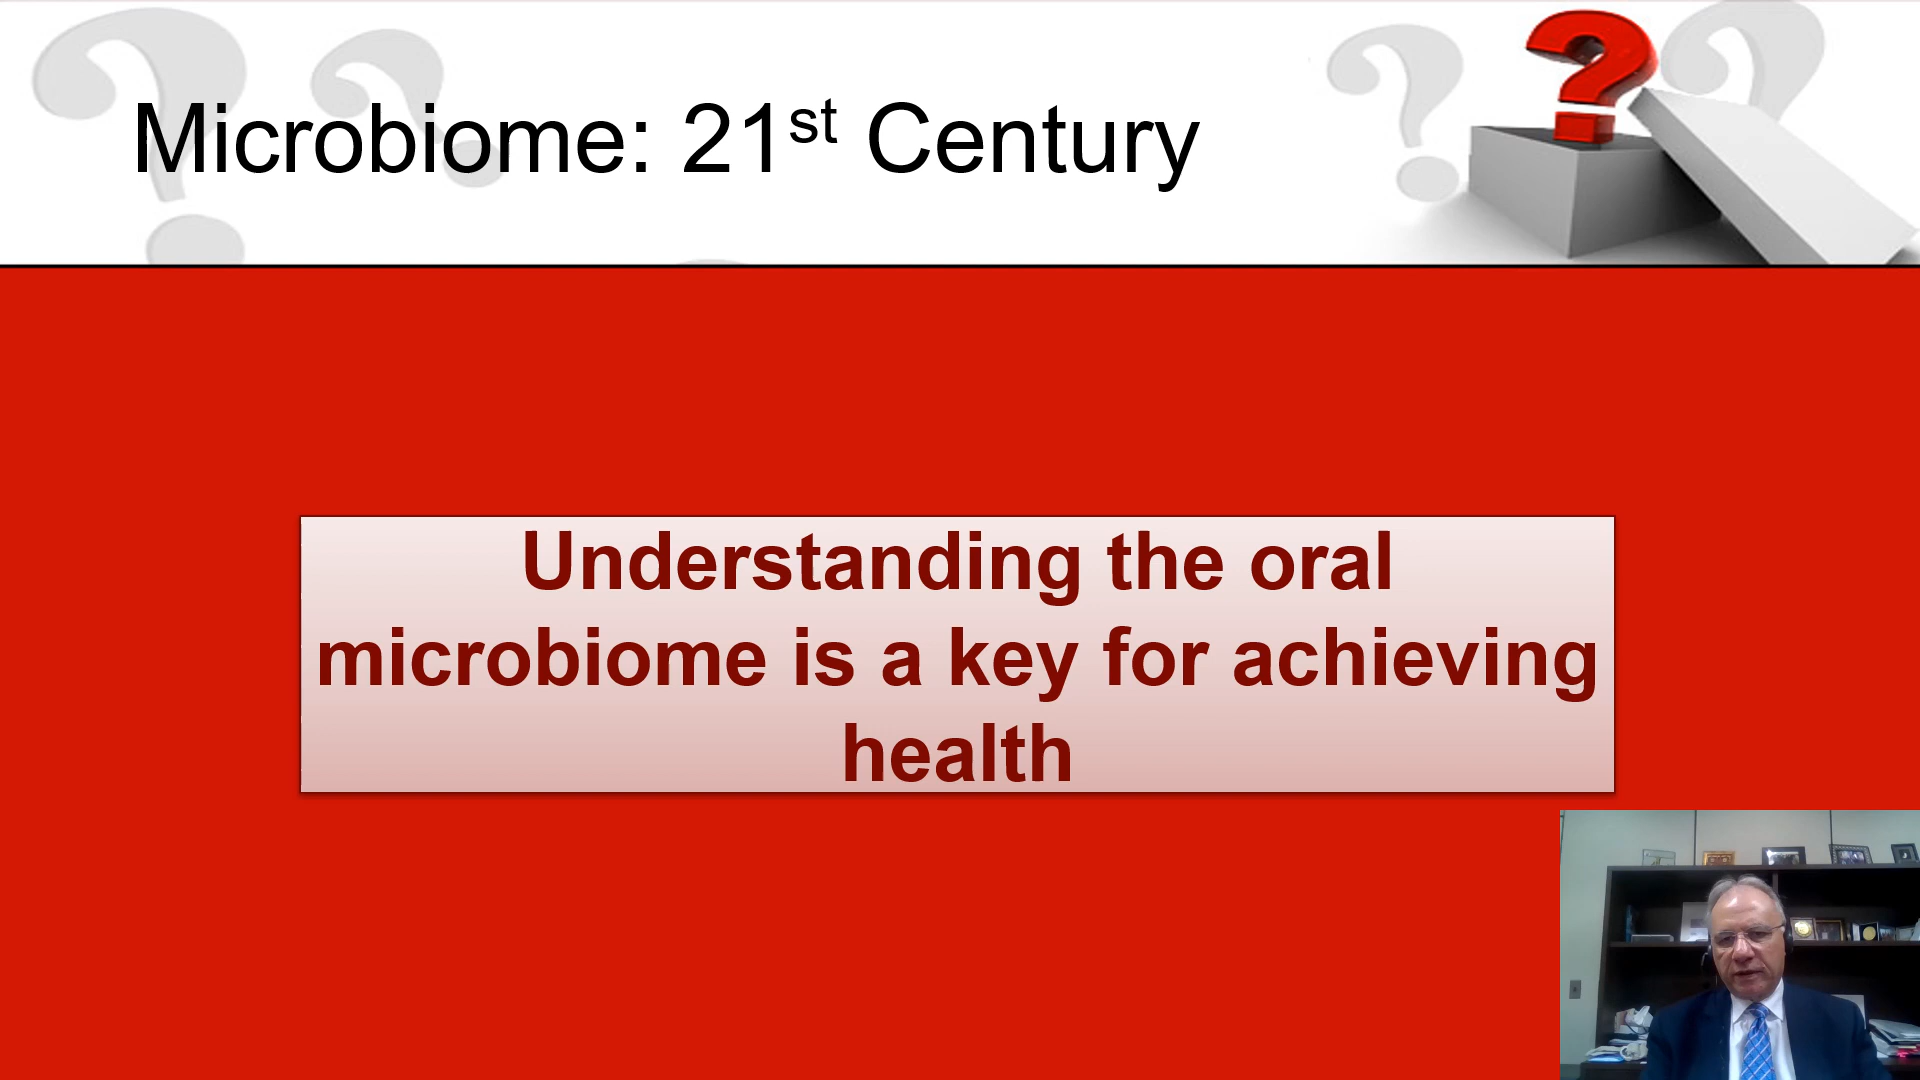 Microbiome: 21st Century
Understanding the oral
microbiome is a key for achieving
health